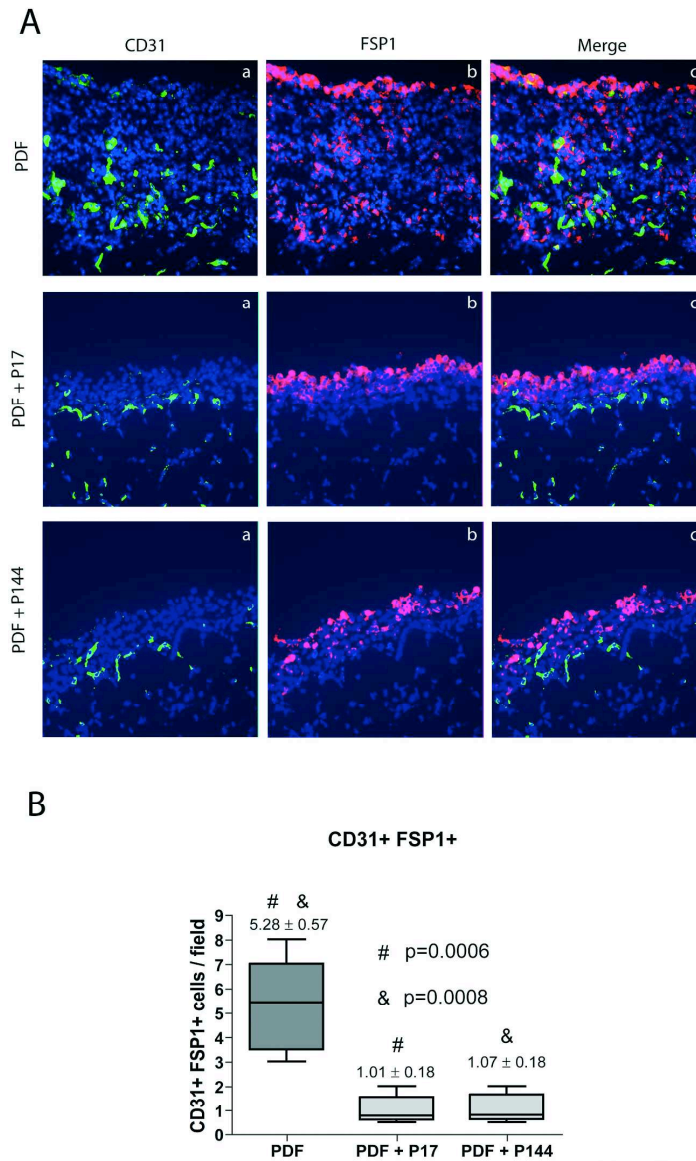 A
CD31 FSP1 Merge
PDF
a b c
PDF + P17
a b c
PDF + P144
a b c
B
CD31+ FSP1+
CD31+ FSP1+ cells / field
9
8
7
6
5
4
3
2
1
0
# &
5.28 ± 0.57
# p=0.0006
& p=0.0008
#
1.01 ± 0.18
&
1.07 ± 0.18
PDF PDF + P17 PDF + P144